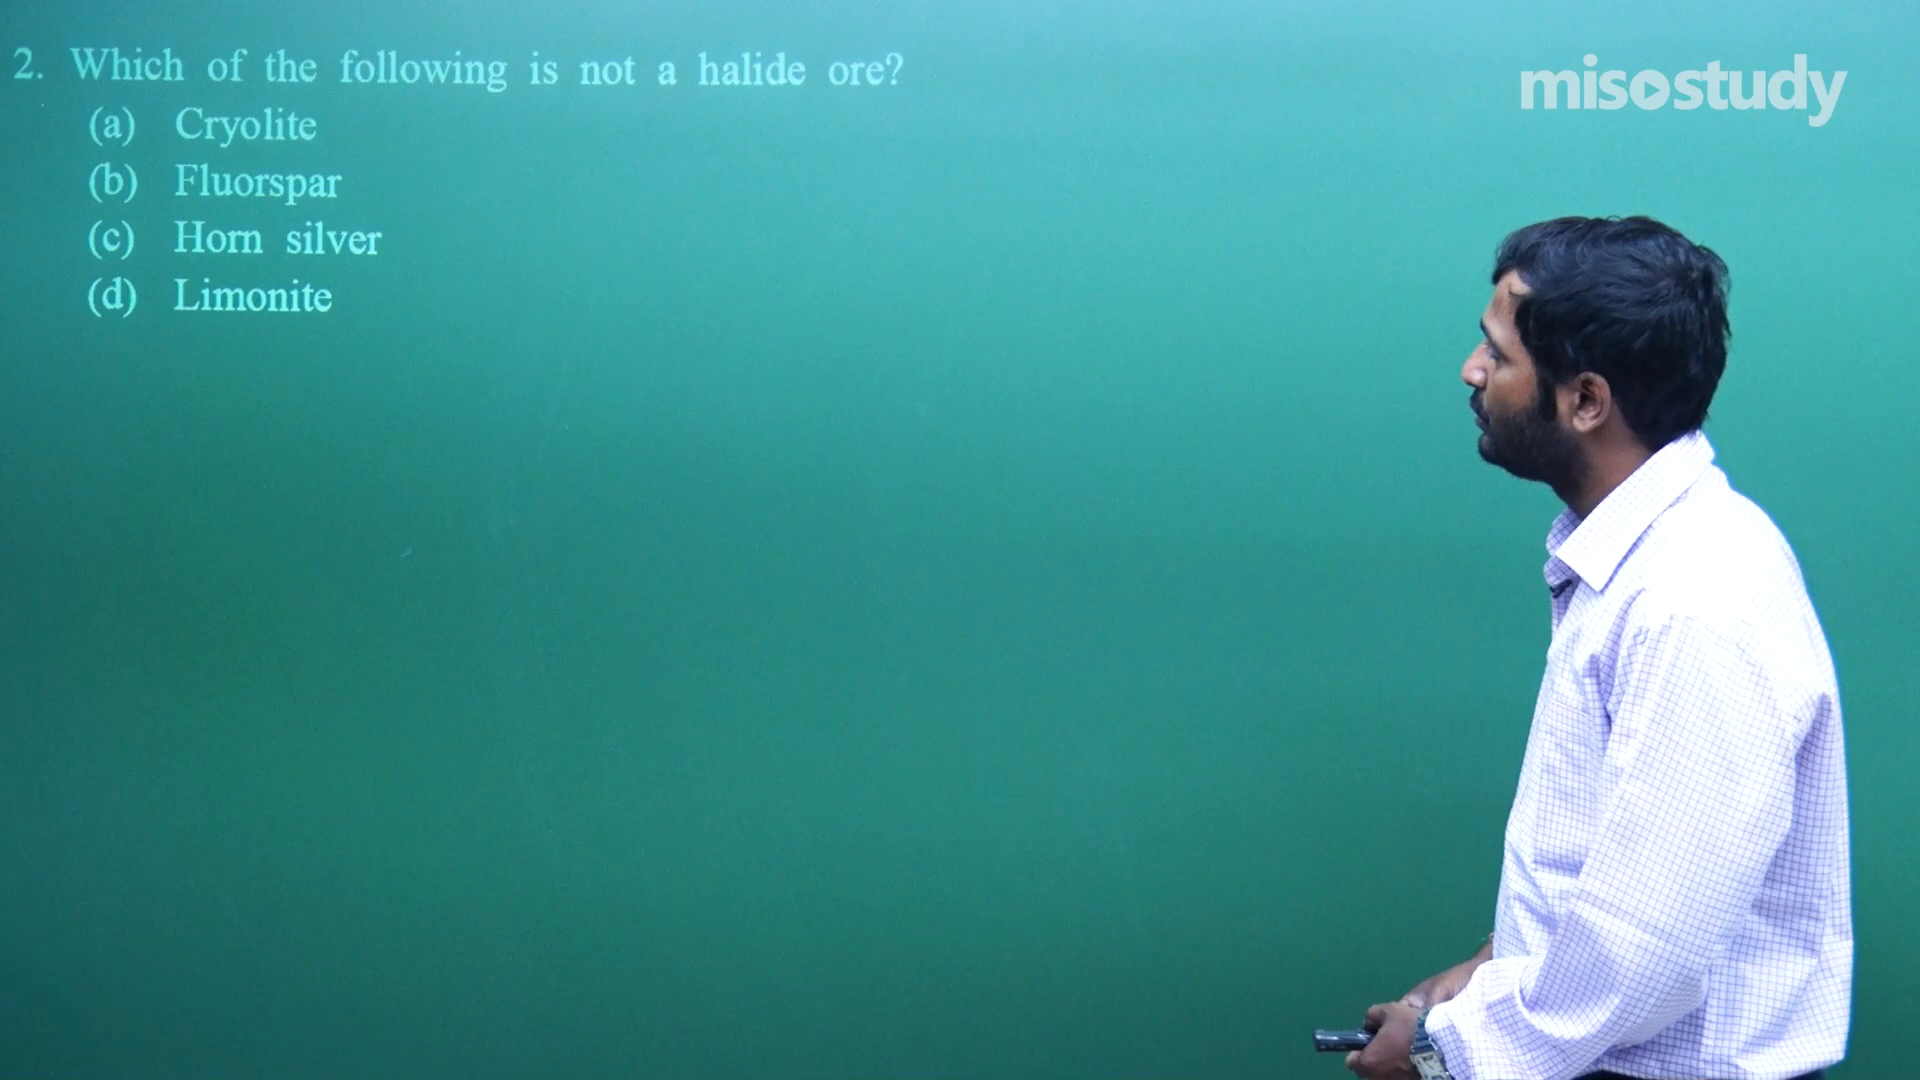 misostudy
2. Which of the following is not a halide ore?
(a) Cryolite
(b) Fluorspar
(c) Horn silver
(d) Limonite